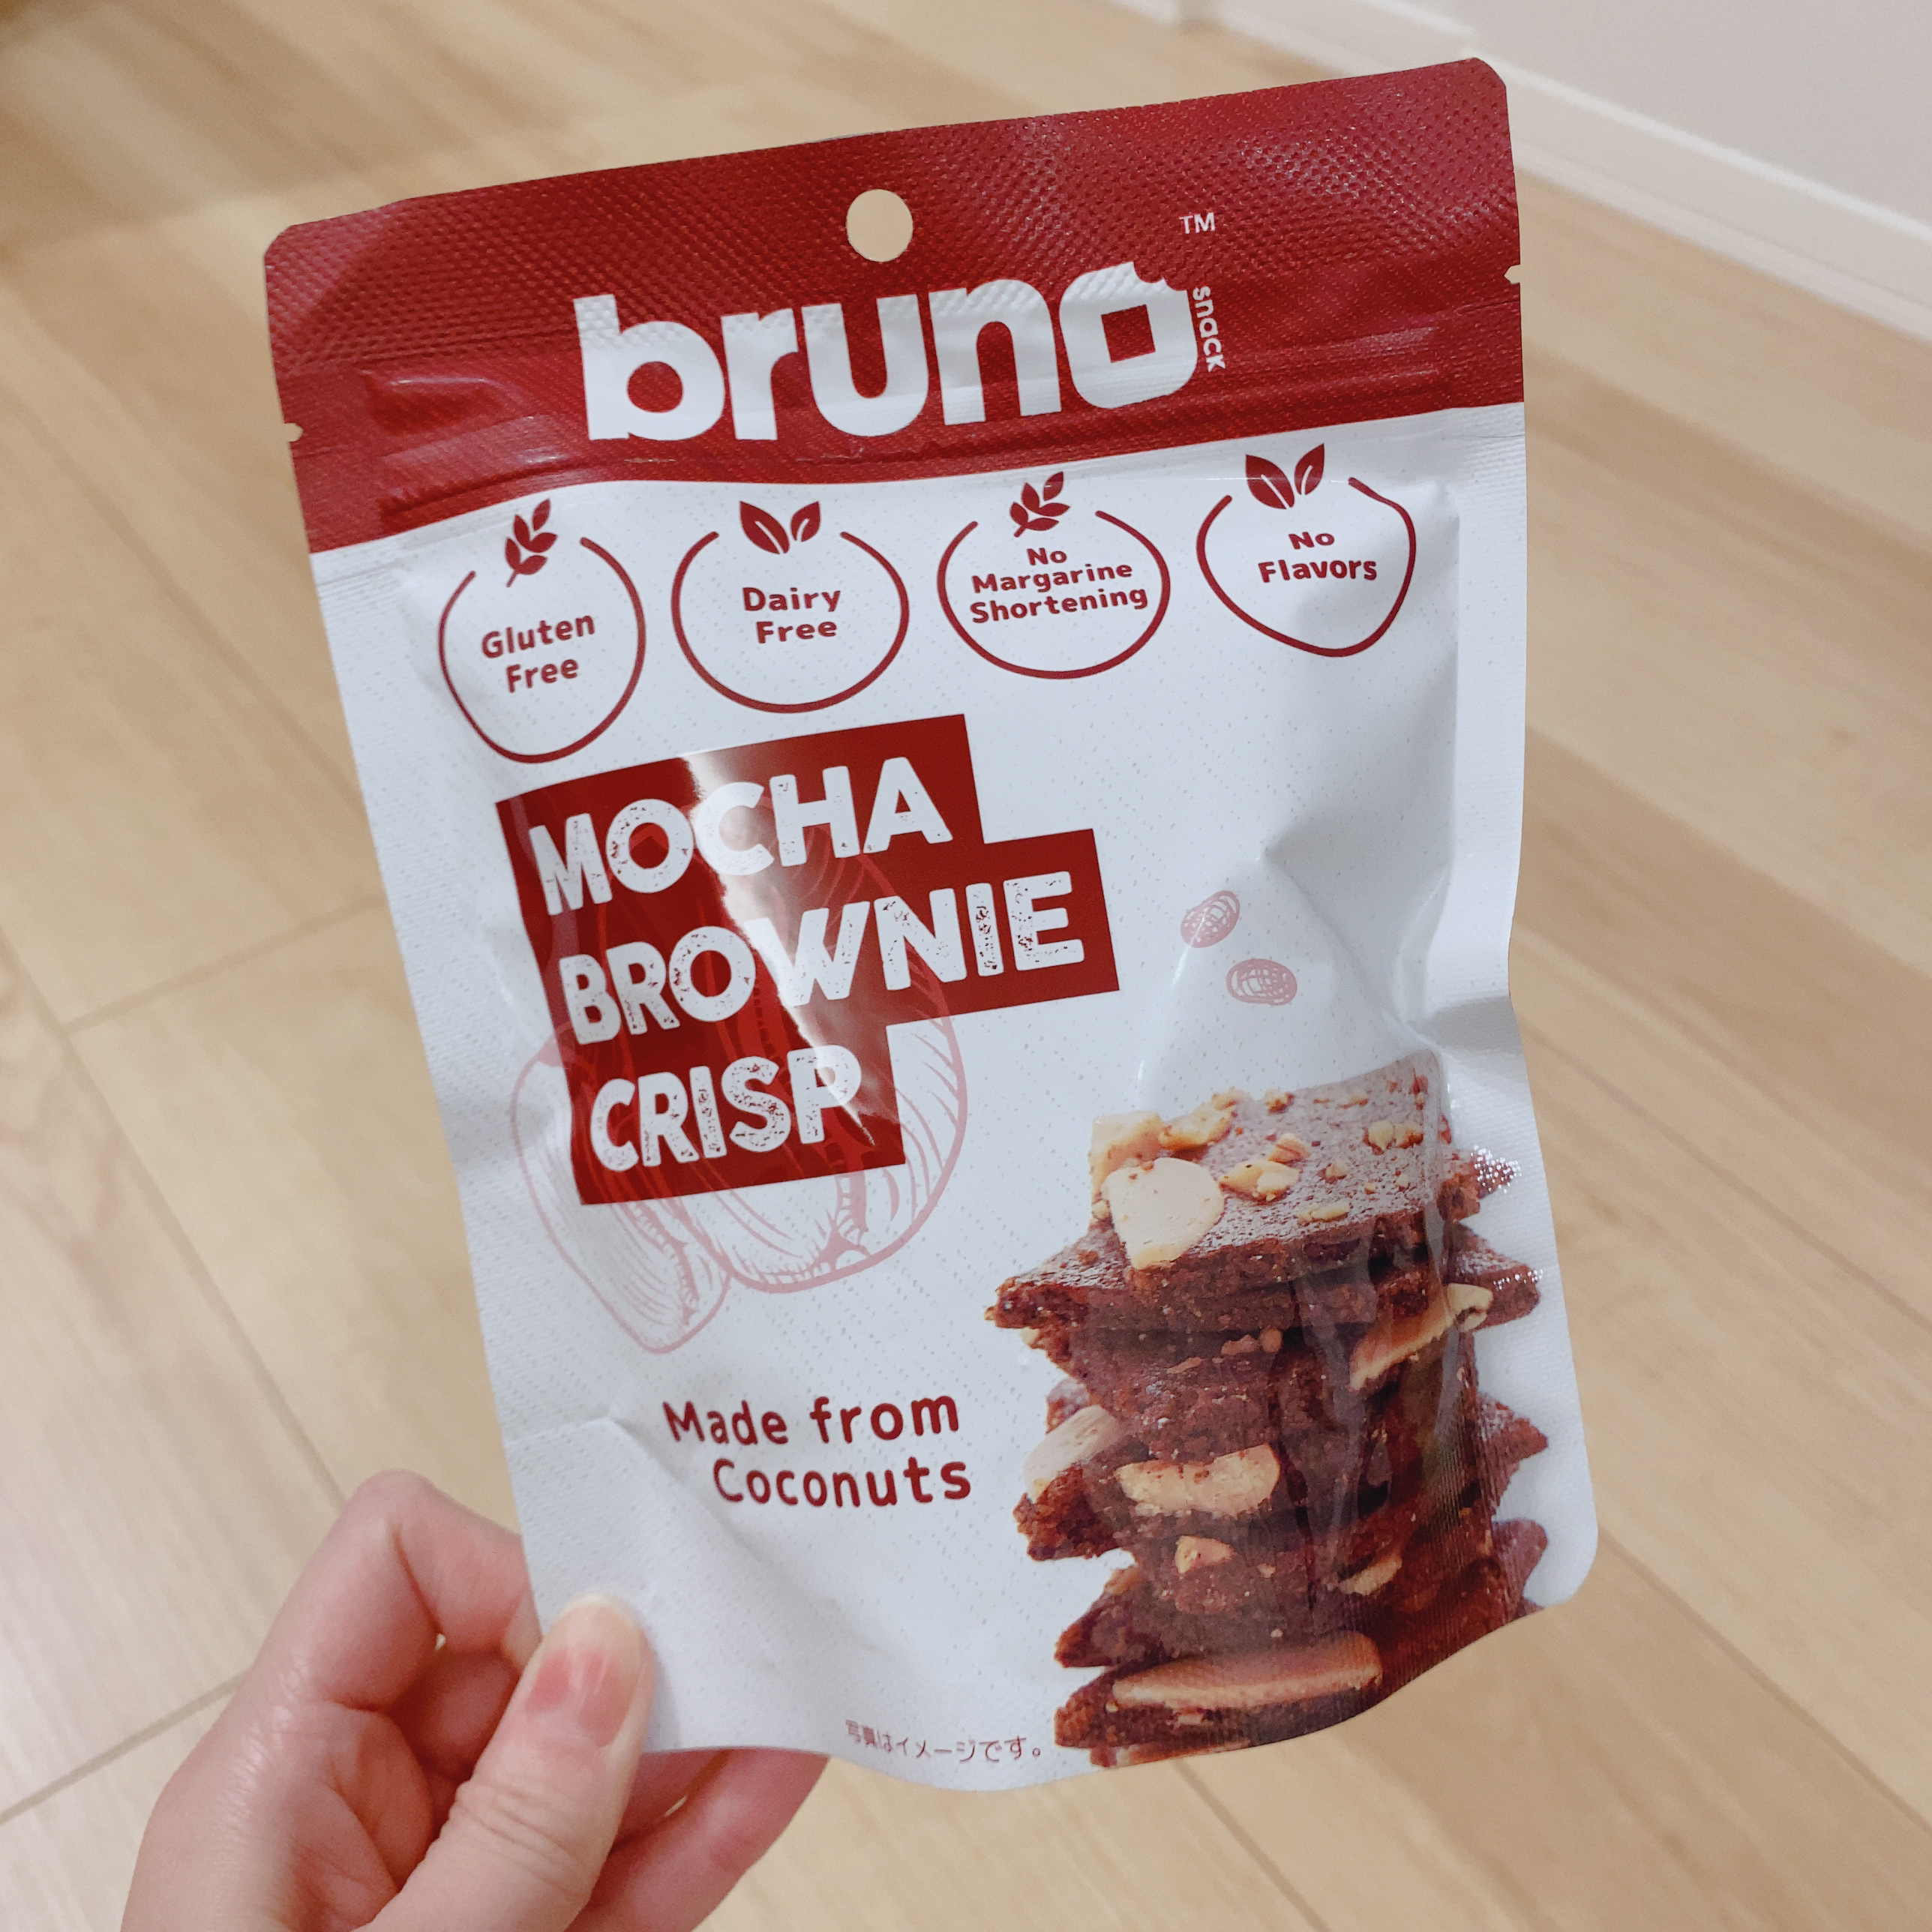 TM
bruno
snack
Gluten
Free
Dairy
Free
No
Margarine
Shortening
No
Flavors
MOCHA
BROWNIE
CRISP
Made from
Coconuts
写真はイメージです。